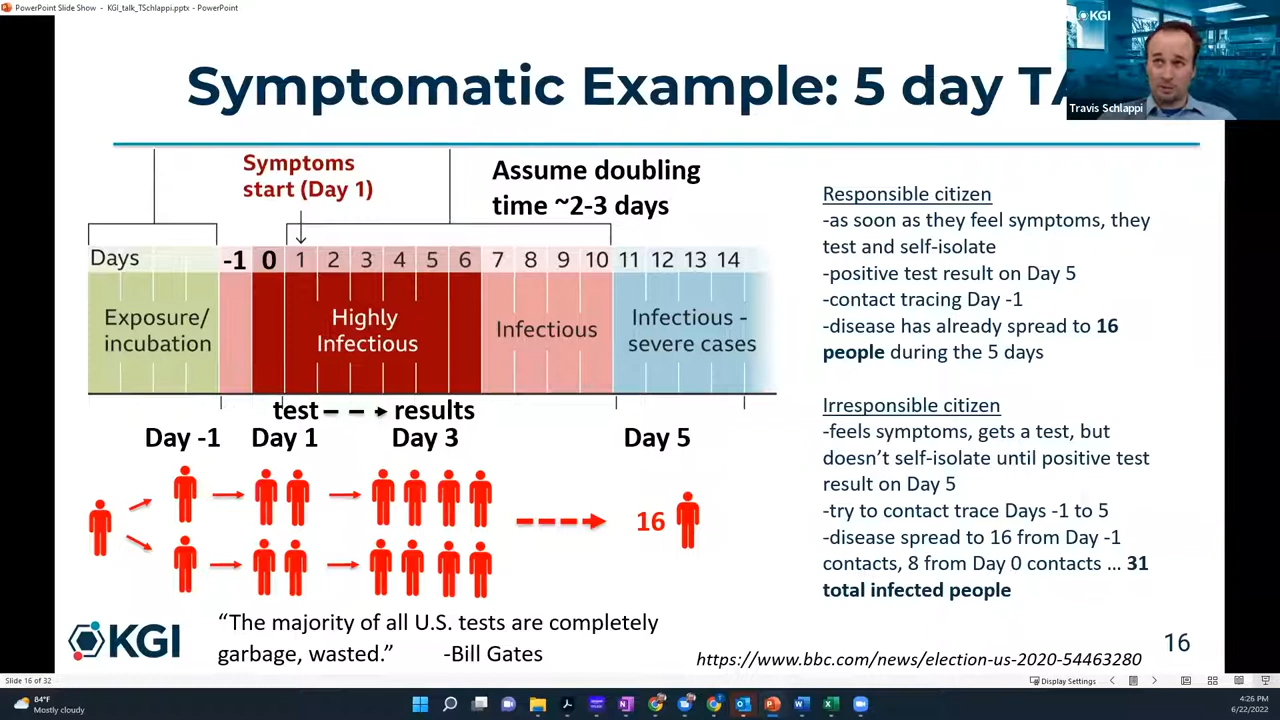 PowerPoint Slide Show - KGI_talk_TSchlappi.pptx - PowerPoint
KGI
Travis Schlappi
Symptomatic Example: 5 day
Symptoms
start (Day 1)
Assume doubling
time ~2-3 days
Days -1 0 1 2 3 4 5 6 7 8 9 10 11 12 13 14
Exposure/
incubation
Highly
Infectious
Infectious
Infectious -
severe cases
test results
Day -1 Day 1 Day 3 Day 5
16
Responsible citizen
-as soon as they feel symptoms, they
test and self-isolate
-positive test result on Day 5
-contact tracing Day -1
-disease has already spread to 16
people during the 5 days
Irresponsible citizen
-feels symptoms, gets a test, but
doesn't self-isolate until positive test
result on Day 5
-try to contact trace Days -1 to 5
-disease spread to 16 from Day -1
contacts, 8 from Day 0 contacts … 31
total infected people
KGI
“The majority of all U.S. tests are completely
garbage, wasted.” -Bill Gates
16
https://www.bbc.com/news/election-us-2020-54463280
Slide 16 of 32
Display Settings
84°F
Mostly cloudy
4:26 PM
6/22/2022